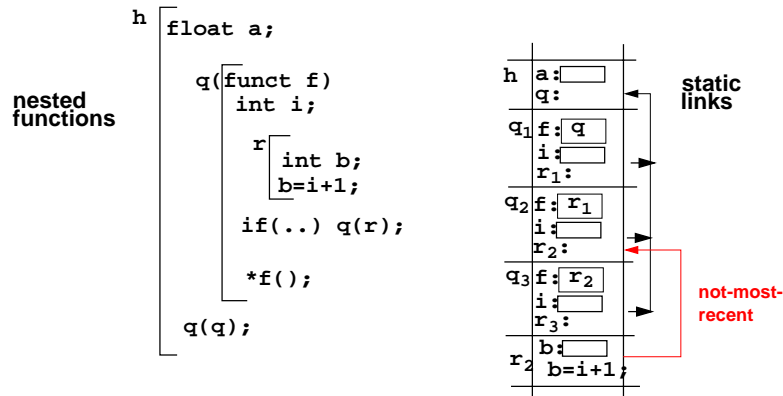 h
float a;
nested
functions
q(funct f)
int i;
r
int b;
b=i+1;
if(..) q(r);
*f();
q(q);
h a:
q:
q1 f: q
i:
r1:
q2 f: r1
i:
r2:
q3 f: r2
i:
r3:
r2 b:
b=i+1;
static
links
not-most-
recent